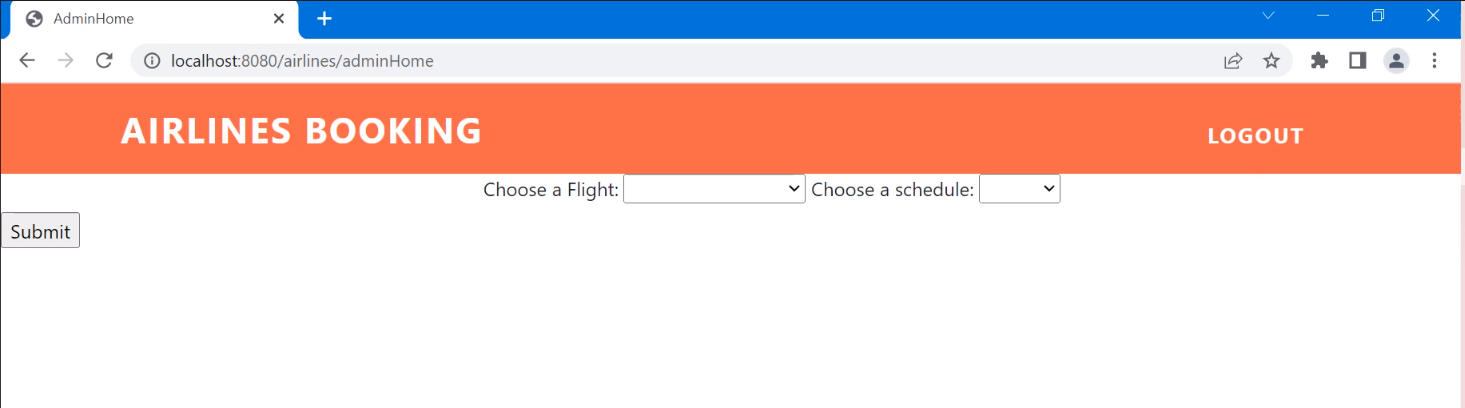 AdminHome
localhost:8080/airlines/adminHome
AIRLINES BOOKING
LOGOUT
Choose a Flight: Choose a schedule:
Submit